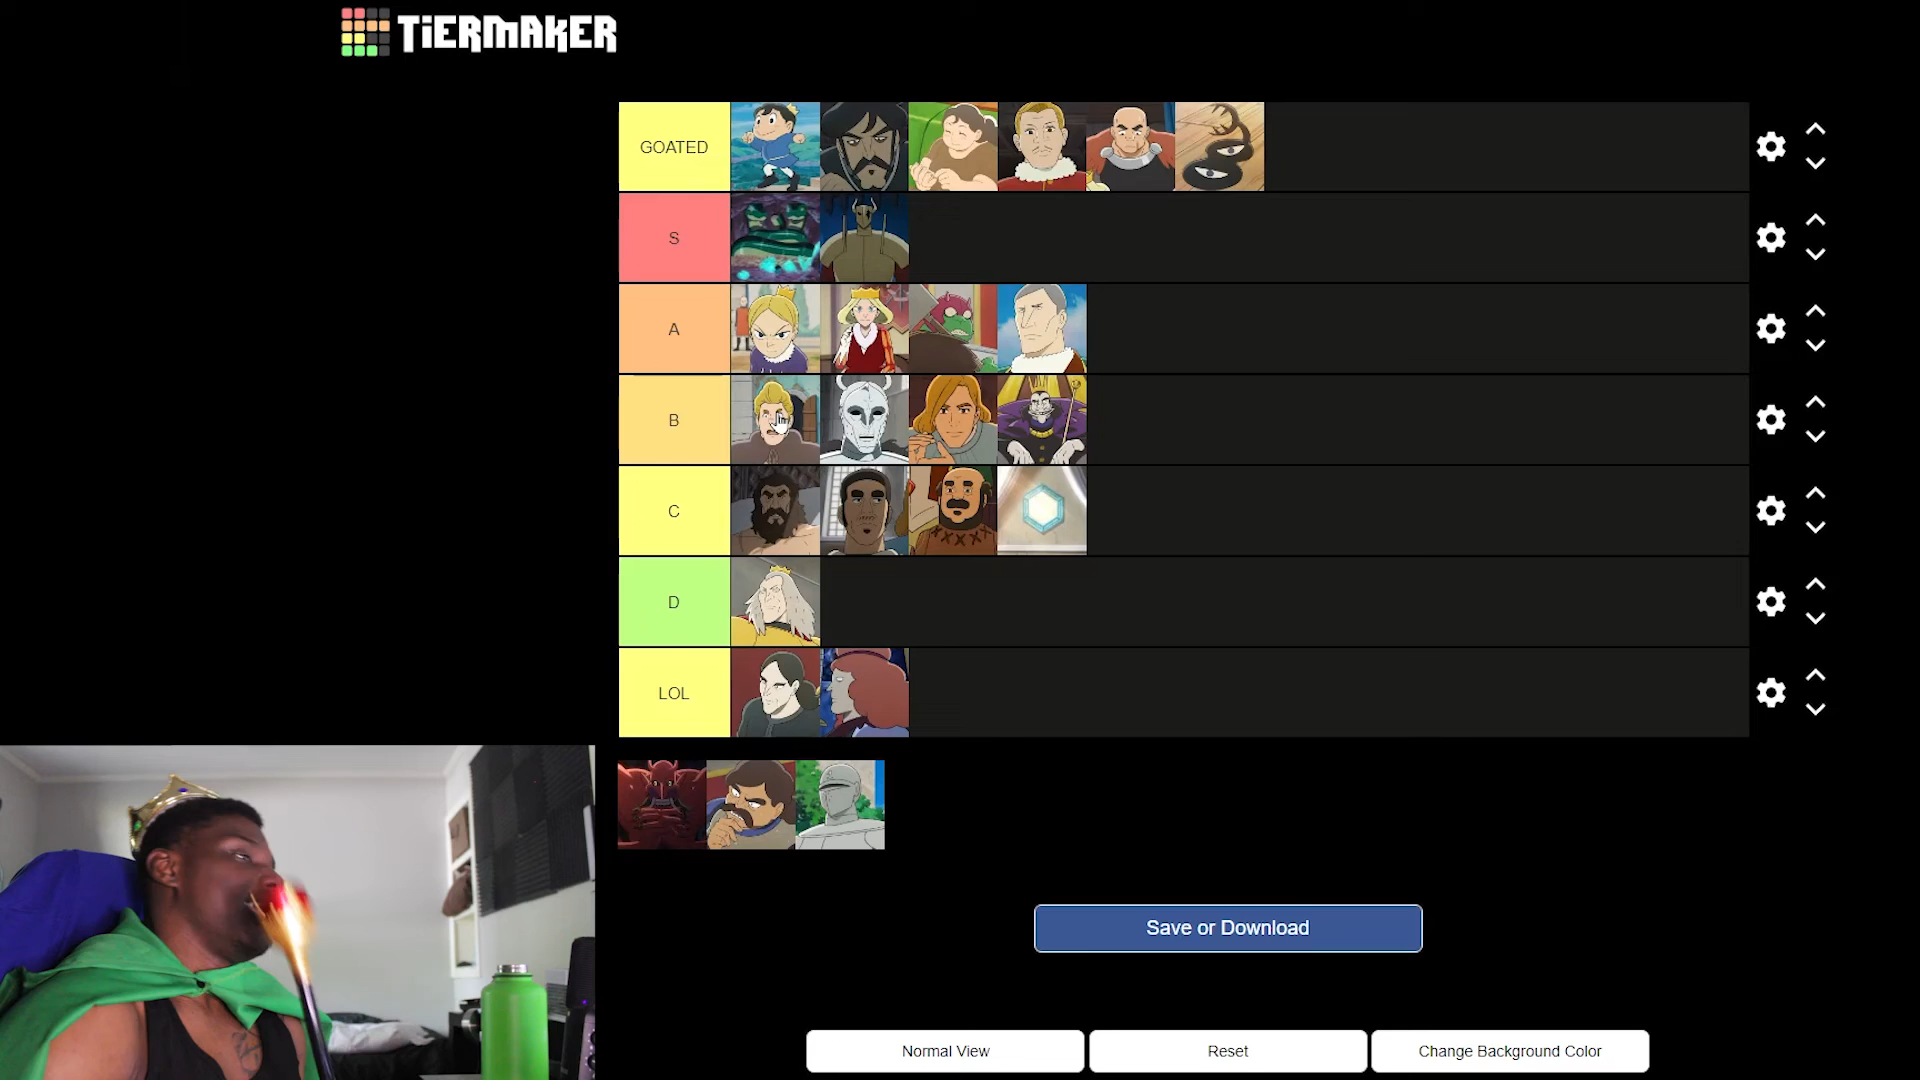 TiERMAKER
GOATED
S
A
B
C
D
LOL
Save or Download
Normal View
Reset
Change Background Color